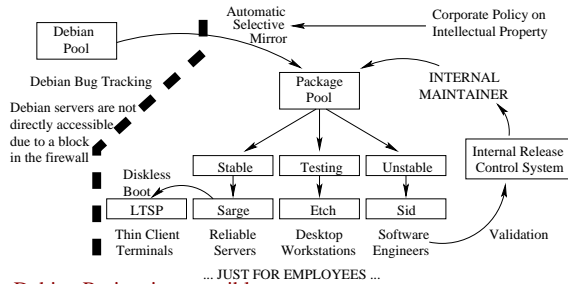 Debian
Pool
Automatic
Selective
Mirror
Corporate Policy on
Intellectual Property
Debian Bug Tracking
Debian servers are not
directly accessible
due to a block
in the firewall
Package
Pool
INTERNAL
MAINTAINER
Internal Release
Control System
Stable
Testing
Unstable
Diskless
Boot
LTSP
Sarge
Etch
Sid
Thin Client
Terminals
Reliable
Servers
Desktop
Workstations
Software
Engineers
Validation
... JUST FOR EMPLOYEES ...